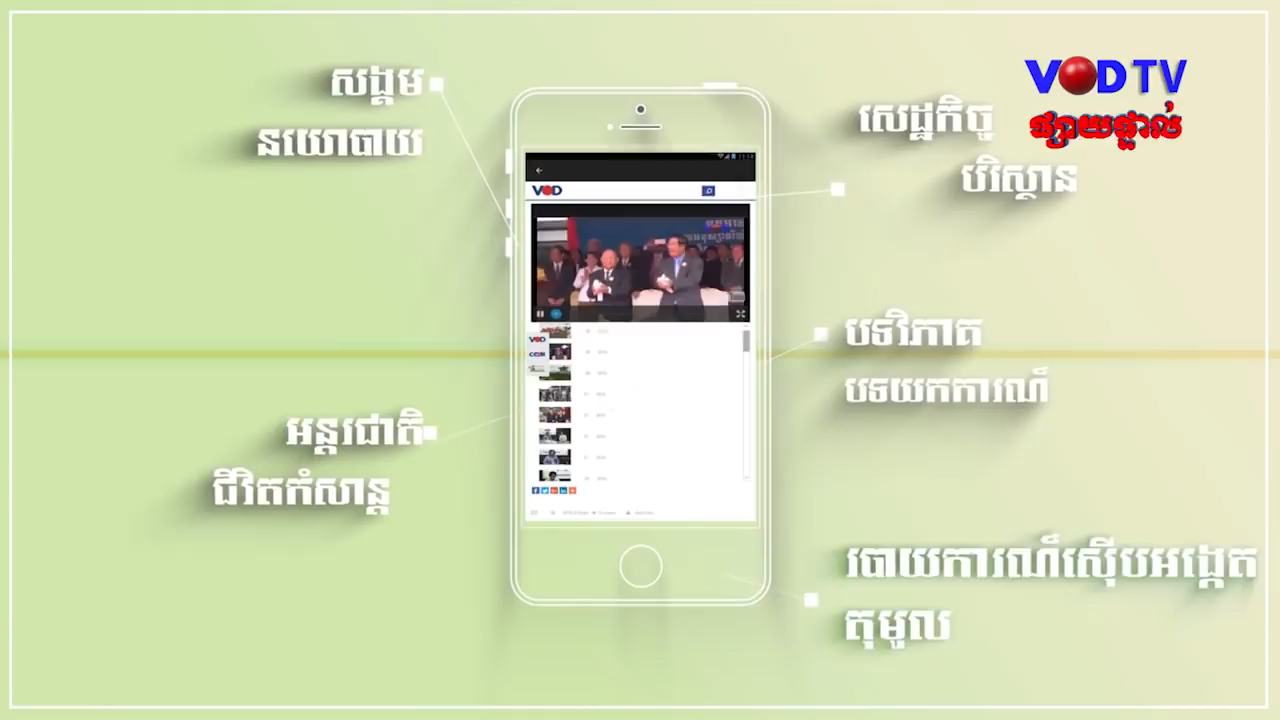 សង្គម
នយោបាយ
សេដ្ឋកិច្ច
បរិស្ថាន
VOD TV
ផ្សាយផ្ទាល់
VOD
បទវិភាគ
បទយកការណ៍
អន្តរជាតិ
ជីវិតកំសាន្ត
របាយការណ៍ស៊ើបអង្កេត
តុមូល